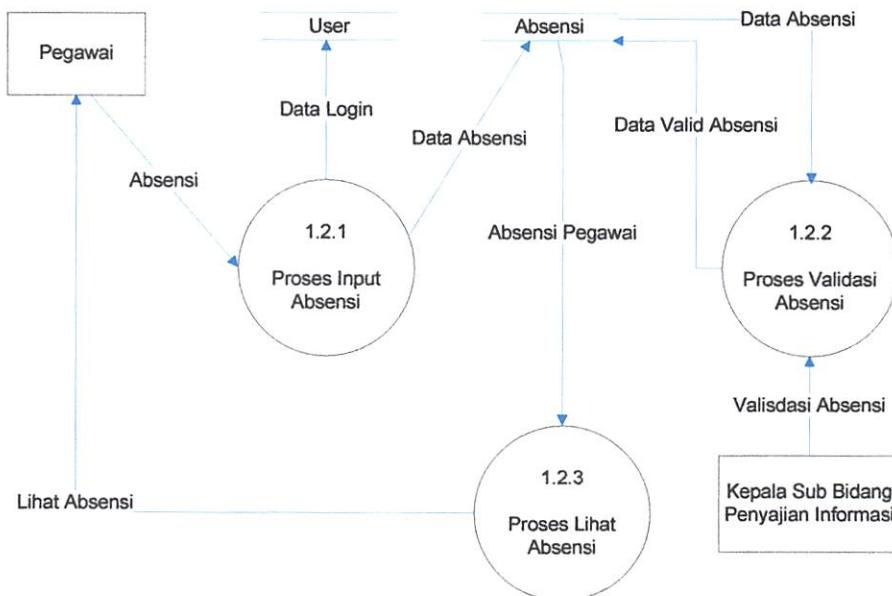 User
Absensi
Data Absensi
Pegawai
Data Login
Data Absensi
Data Valid Absensi
Absensi
1.2.1
Proses Input
Absensi
Absensi Pegawai
1.2.2
Proses Validasi
Absensi
Valisdasi Absensi
Lihat Absensi
1.2.3
Proses Lihat
Absensi
Kepala Sub Bidang
Penyajian Informasi